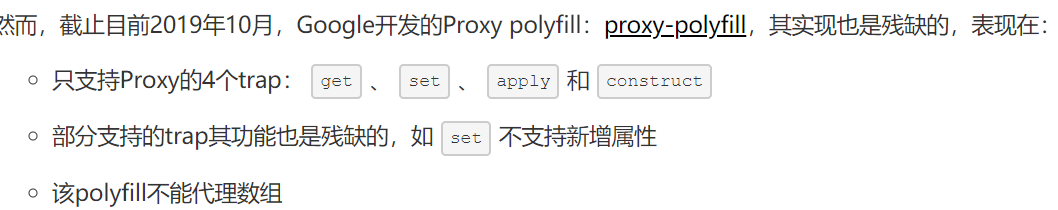 然而，截止目前2019年10月，Google开发的Proxy polyfill：proxy-polyfill，其实现也是残缺的，表现在：
只支持Proxy的4个trap： get 、 set 、 apply 和 construct
部分支持的trap其功能也是残缺的，如 set 不支持新增属性
该polyfill不能代理数组